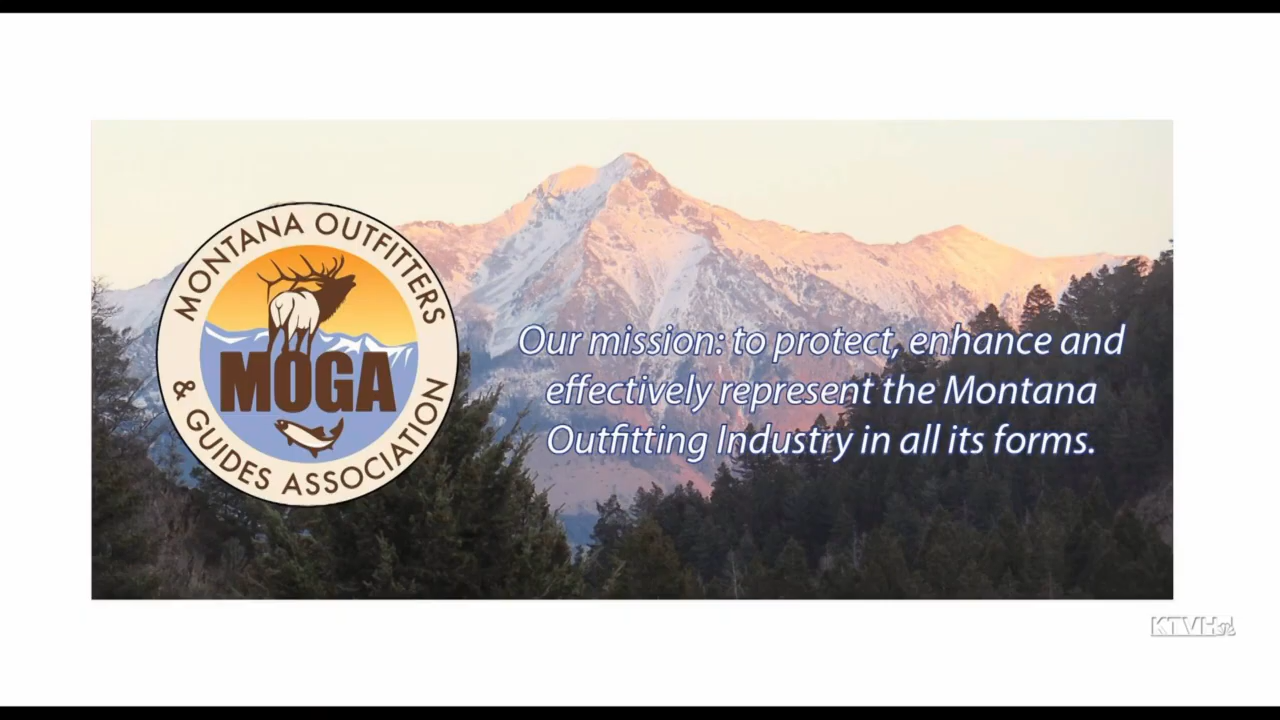 MONTANA OUTFITTERS
& GUIDES ASSOCIATION
MOGA
Our mission: to protect, enhance and
effectively represent the Montana
Outfitting Industry in all its forms.
KTVH